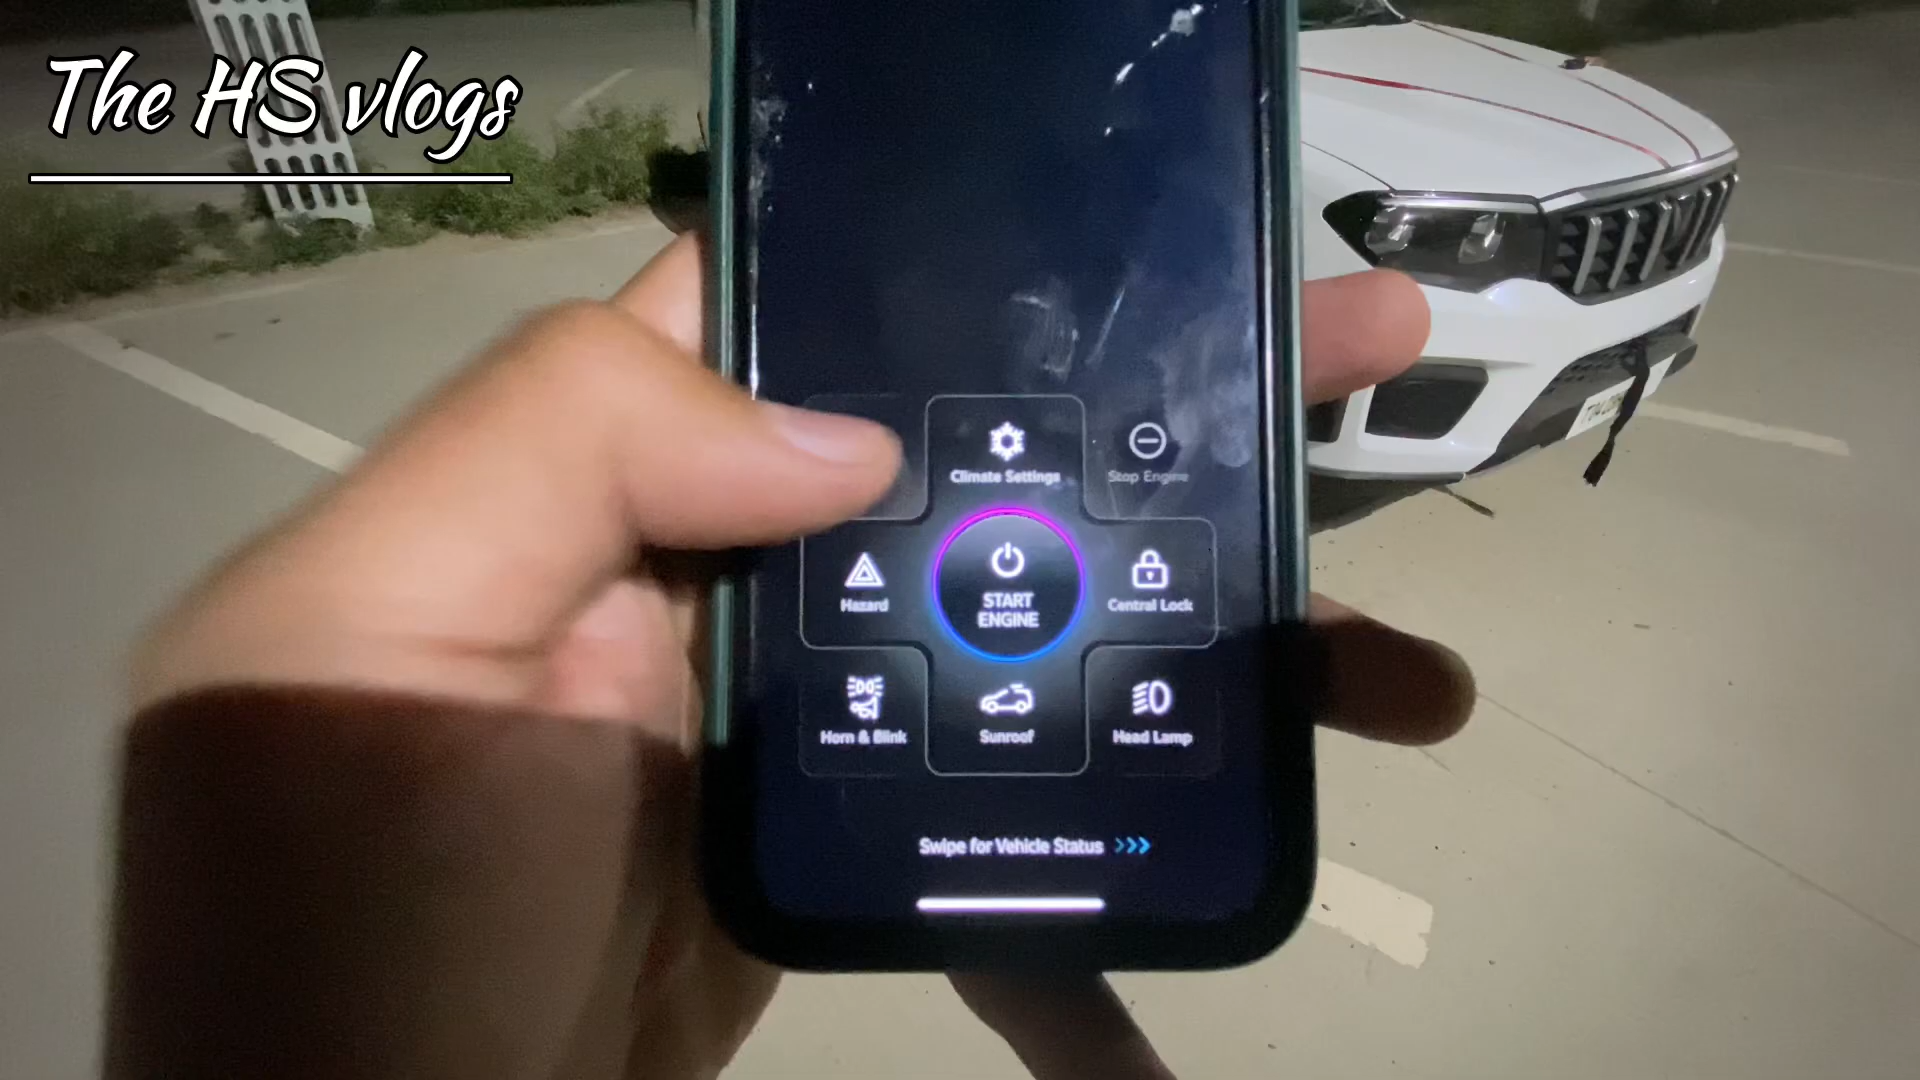 The HS vlogs
Climate Settings
Stop Engine
Hazard
START
ENGINE
Central Lock
Horn & Blink
Sunroof
Head Lamp
Swipe for Vehicle Status >>>